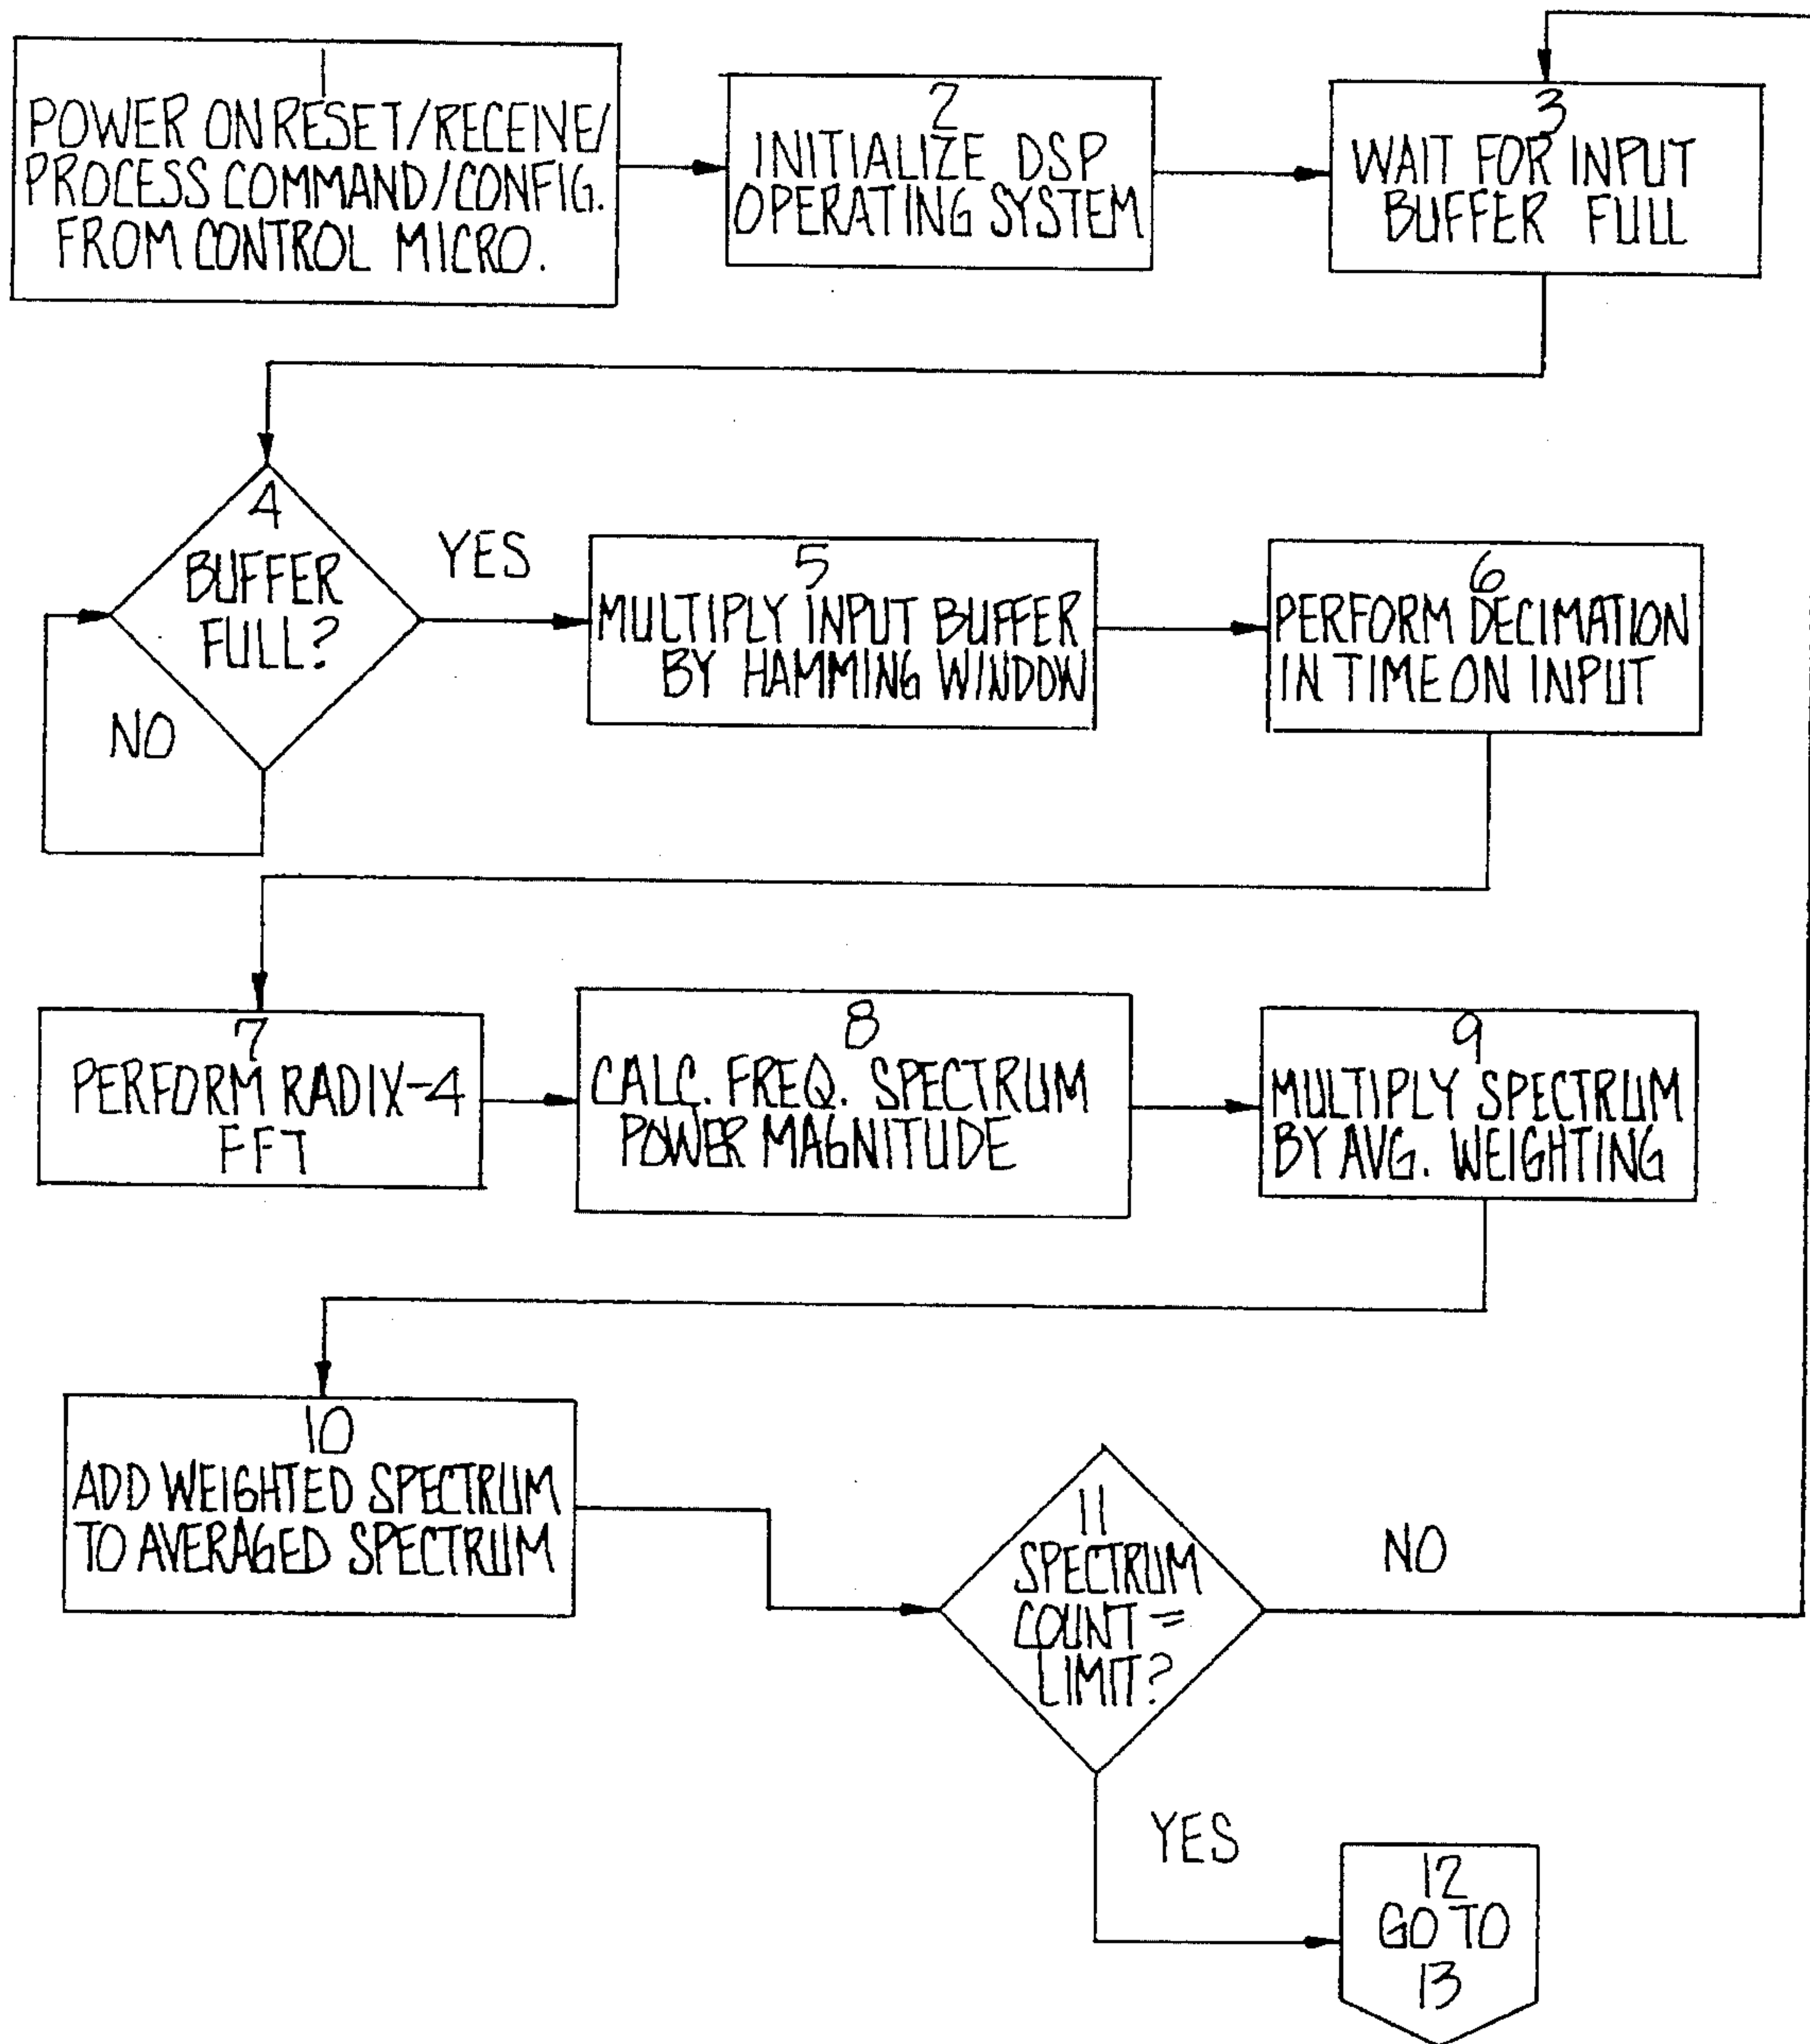 1
POWER ON RESET/RECEIVE/
PROCESS COMMAND/CONFIG.
FROM CONTROL MICRO.
2
INITIALIZE DSP
OPERATING SYSTEM
3
WAIT FOR INPUT
BUFFER FULL
4
BUFFER
FULL?
YES
NO
5
MULTIPLY INPUT BUFFER
BY HAMMING WINDOW
6
PERFORM DECIMATION
IN TIME ON INPUT
7
PERFORM RADIX-4
FFT
8
CALC. FREQ. SPECTRUM
POWER MAGNITUDE
9
MULTIPLY SPECTRUM
BY AVG. WEIGHTING
10
ADD WEIGHTED SPECTRUM
TO AVERAGED SPECTRUM
11
SPECTRUM
COUNT =
LIMIT?
NO
YES
12
GO TO
13